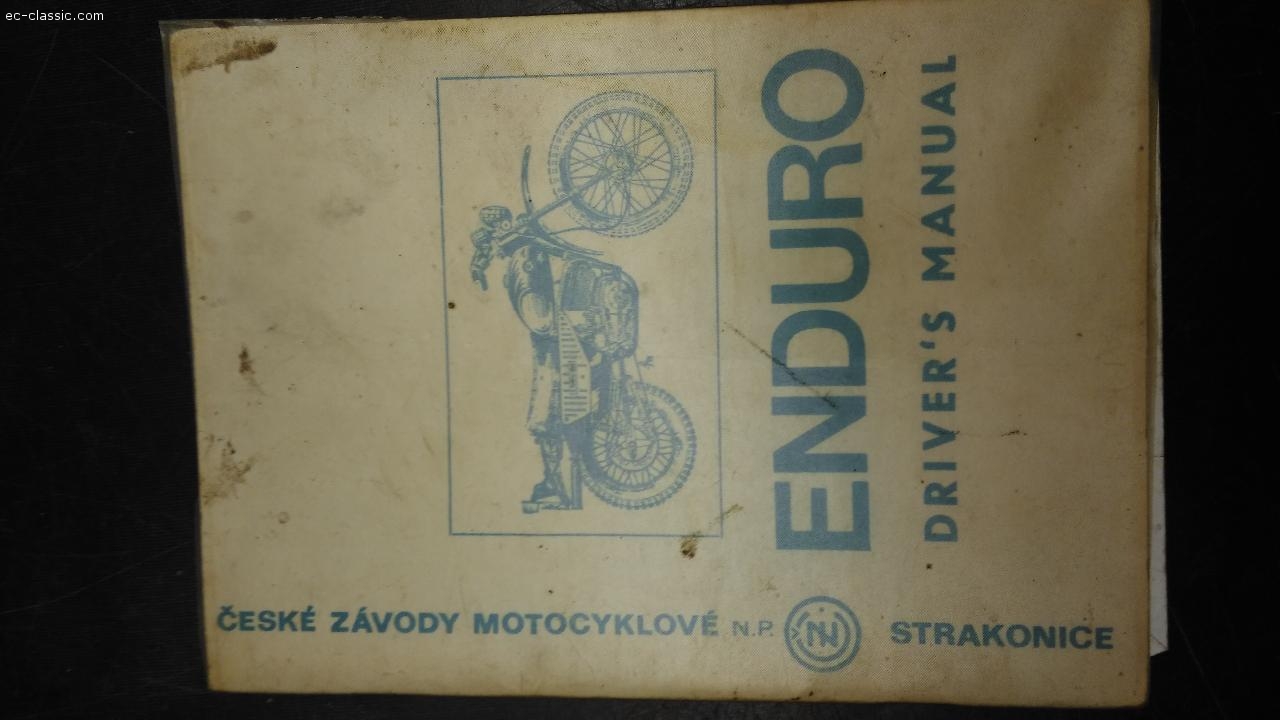 ec-classic.com
ENDURO
DRIVER'S MANUAL
ČESKÉ ZÁVODY MOTOCYKLOVÉ N.P. STRAKONICE